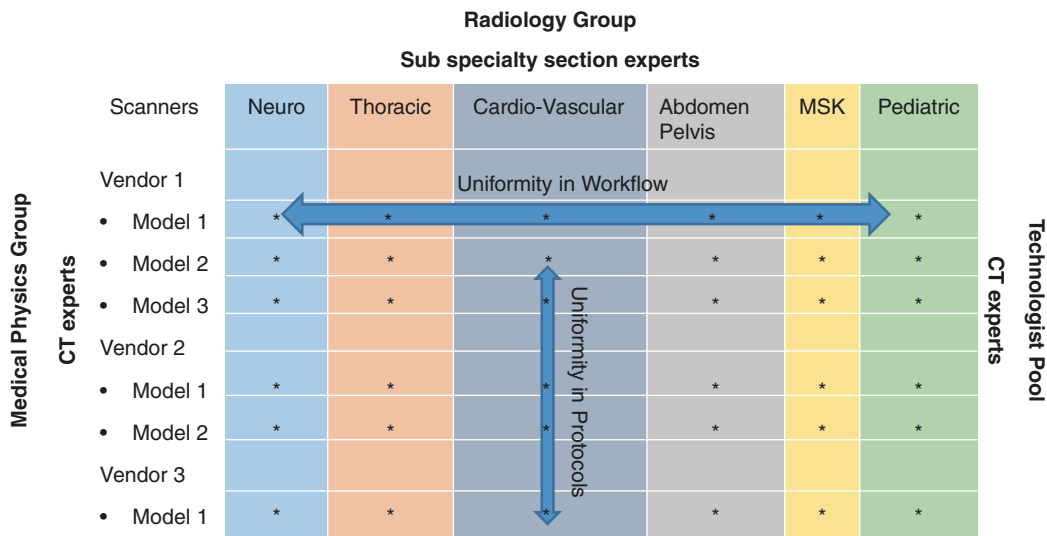 Radiology Group
Sub specialty section experts
Scanners Neuro Thoracic Cardio-Vascular Abdomen Pelvis MSK Pediatric
Vendor 1
Uniformity in Workflow
• Model 1 * * * * * *
• Model 2 * * * * * *
• Model 3 * * * * * *
Vendor 2
• Model 1 * * * * * *
• Model 2 * * * * * *
Vendor 3
• Model 1 * * * * * *
Uniformity in Protocols
Medical Physics Group
CT experts
CT experts
Technologist Pool